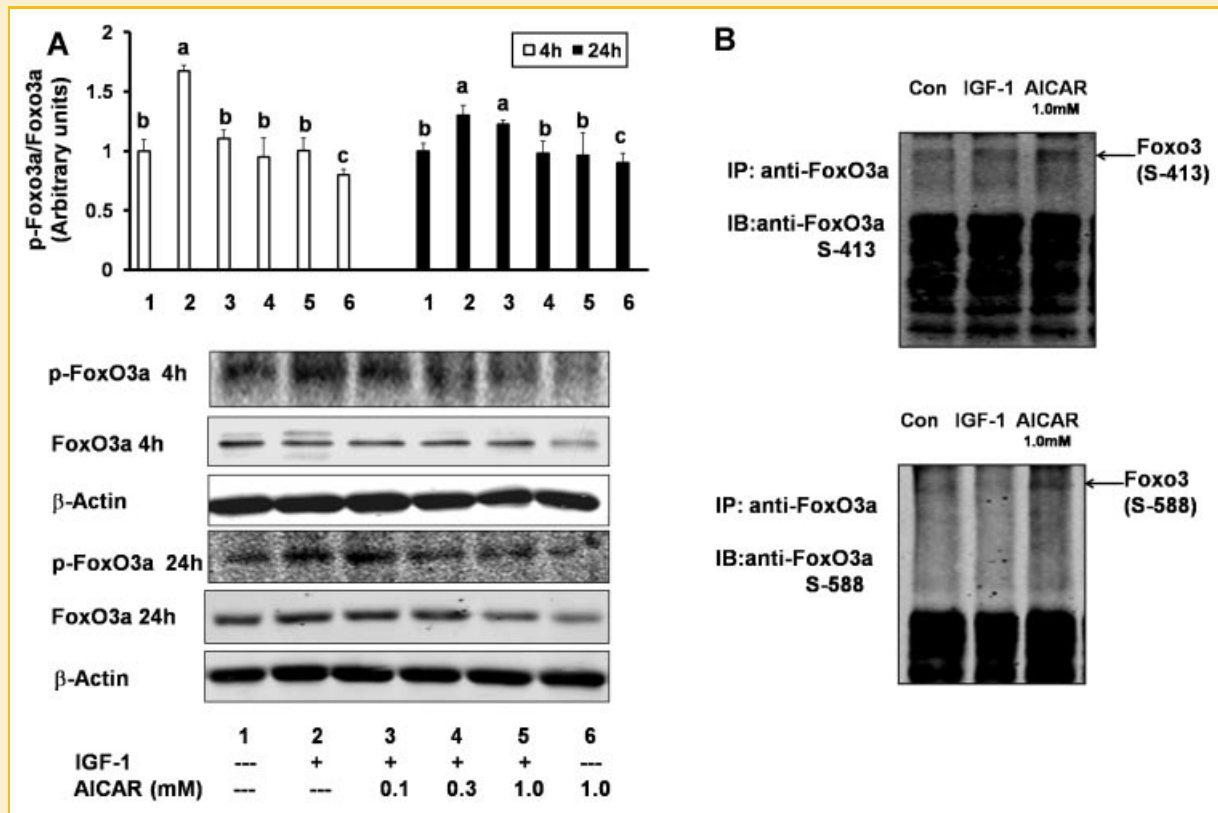 A
p-Foxo3a/Foxo3a
(Arbitrary units)
2
1.5
1
0.5
0
4h 24h
b a b b b c b a a b b c
1 2 3 4 5 6 1 2 3 4 5 6
p-FoxO3a 4h
FoxO3a 4h
β-Actin
p-FoxO3a 24h
FoxO3a 24h
β-Actin
1 2 3 4 5 6
IGF-1 --- + + + + ---
AICAR (mM) --- --- 0.1 0.3 1.0 1.0
B
Con IGF-1 AICAR
1.0mM
IP: anti-FoxO3a
IB:anti-FoxO3a
S-413
Foxo3
(S-413)
Con IGF-1 AICAR
1.0mM
IP: anti-FoxO3a
IB:anti-FoxO3a
S-588
Foxo3
(S-588)